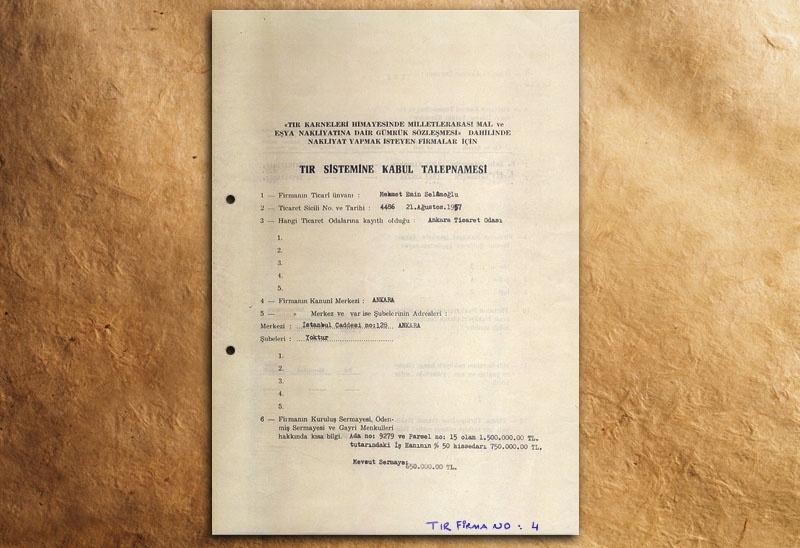 «TIR KARNELERİ HİMAYESİNDE MİLLETLERARASI MAL ve
EŞYA NAKLİYATINA DAİR GÜMRÜK SÖZLEŞMESİ» DAHİLİNDE
NAKLİYAT YAPMAK İSTEYEN FİRMALAR İÇİN
TIR SİSTEMİNE KABUL TALEPNAMESİ
1 — Firmanın Ticarî ünvanı : Mehmet Emin Selâmoğlu
2 — Ticaret Sicili No. ve Tarihi : 4486 21.Ağustos.1957
3 — Hangi Ticaret Odalarına kayıtlı olduğu : Ankara Ticaret Odası
1.
2.
3.
4.
5.
4 — Firmanın Kanunî Merkezi : ANKARA
5 — » Merkez ve var ise Şubelerinin Adresleri :
Merkezi : İstanbul Caddesi no:129 ANKARA
Şubeleri : Yoktur
1.
2.
3.
4.
5.
6 — Firmanın Kuruluş Sermayesi, Öden-
miş Sermayesi ve Gayri Menkulleri
hakkında kısa bilgi. Ada no: 9279 ve Parsel no: 15 olan 1.500.000.00 TL.
tutarındaki İş Hanının % 50 hissedarı 750.000.00 TL.
Mevcut Sermayesi 650.000.00 TL.
TIR FİRMA NO : 4